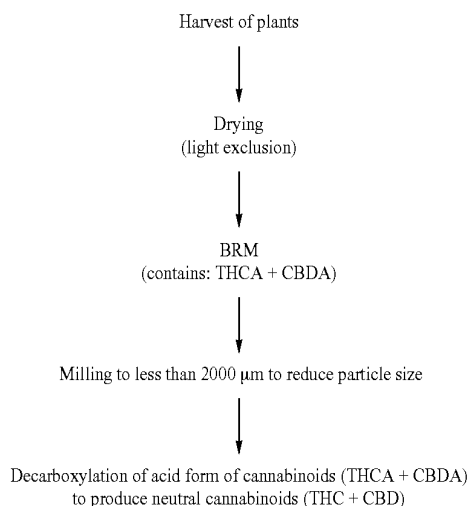 Harvest of plants
Drying
(light exclusion)
BRM
(contains: THCA + CBDA)
Milling to less than 2000 µm to reduce particle size
Decarboxylation of acid form of cannabinoids (THCA + CBDA)
to produce neutral cannabinoids (THC + CBD)